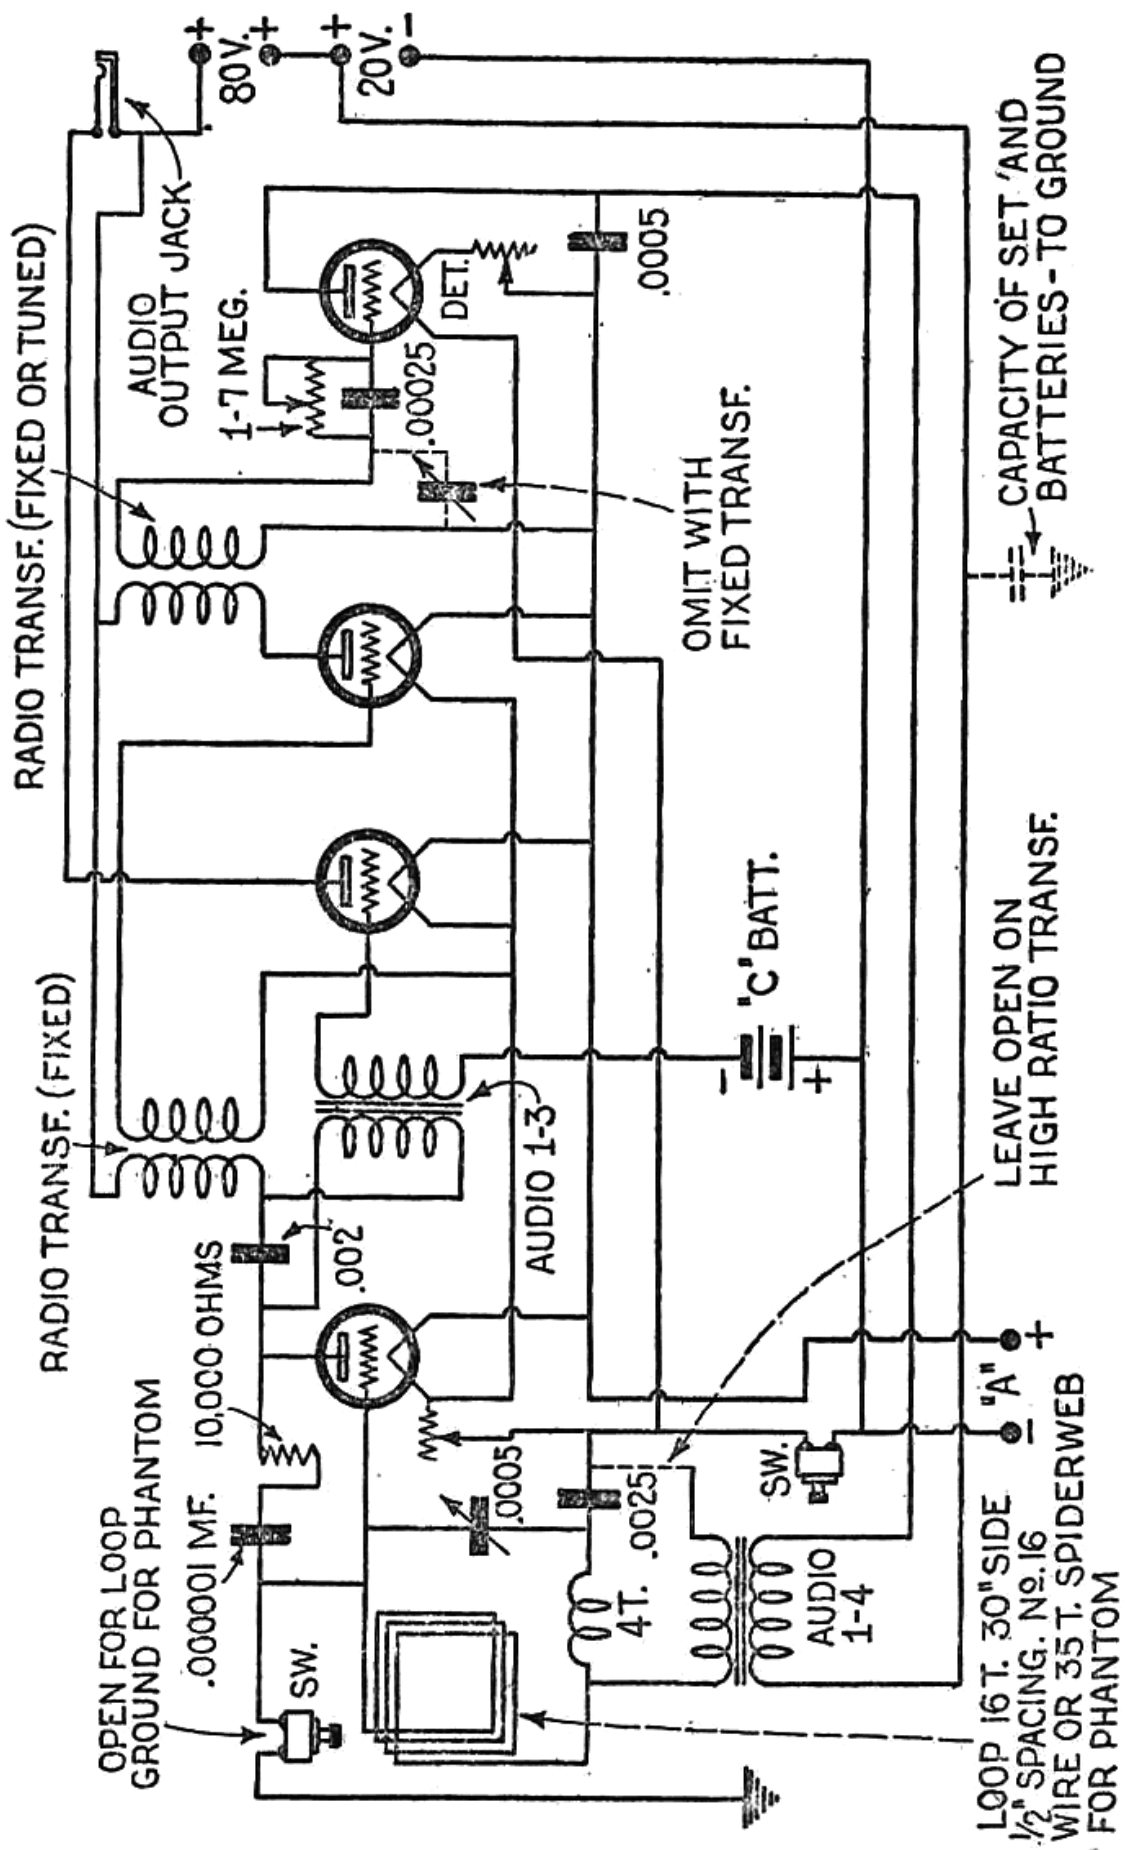 RADIO TRANSF. (FIXED)
RADIO TRANSF. (FIXED OR TUNED)
AUDIO
OUTPUT JACK
+
80V.
+
+
20V.
-
OPEN FOR LOOP
GROUND FOR PHANTOM
.00001 MF.
10,000 OHMS
.002
1-7 MEG.
.00025
DET.
SW.
AUDIO 1-3
.0005
.0005
4T.
.0025
OMIT WITH
FIXED TRANSF.
-
"C" BATT.
+
SW.
AUDIO
1-4
CAPACITY OF SET AND
BATTERIES-TO GROUND
LEAVE OPEN ON
HIGH RATIO TRANSF.
-
"A"
+
LOOP 16T. 30" SIDE
1/2" SPACING. No. 16
WIRE OR 35 T. SPIDERWEB
FOR PHANTOM